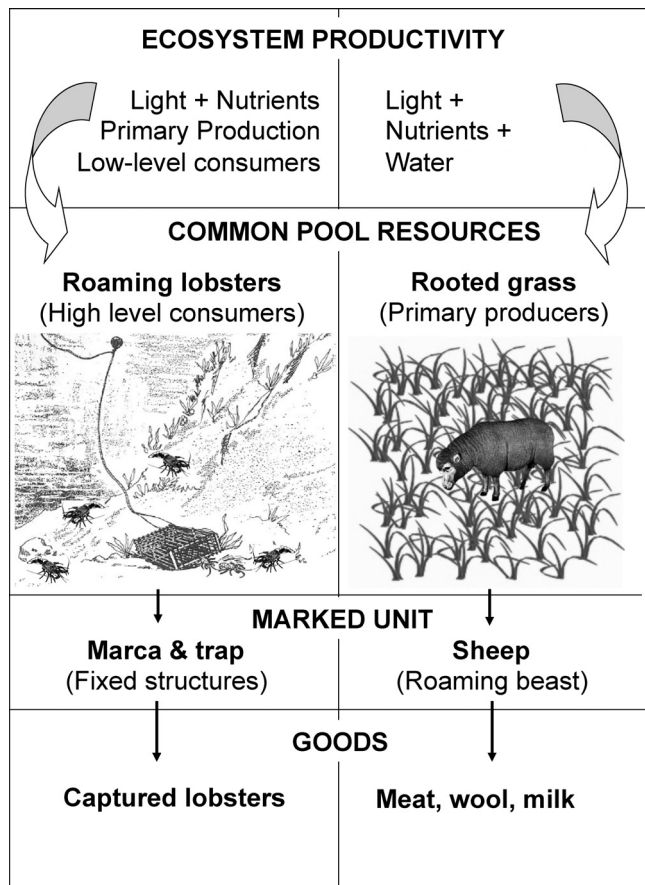 ECOSYSTEM PRODUCTIVITY
Light + Nutrients
Primary Production
Low-level consumers
Light +
Nutrients +
Water
COMMON POOL RESOURCES
Roaming lobsters
(High level consumers)
Rooted grass
(Primary producers)
MARKED UNIT
Marca & trap
(Fixed structures)
Sheep
(Roaming beast)
GOODS
Captured lobsters
Meat, wool, milk